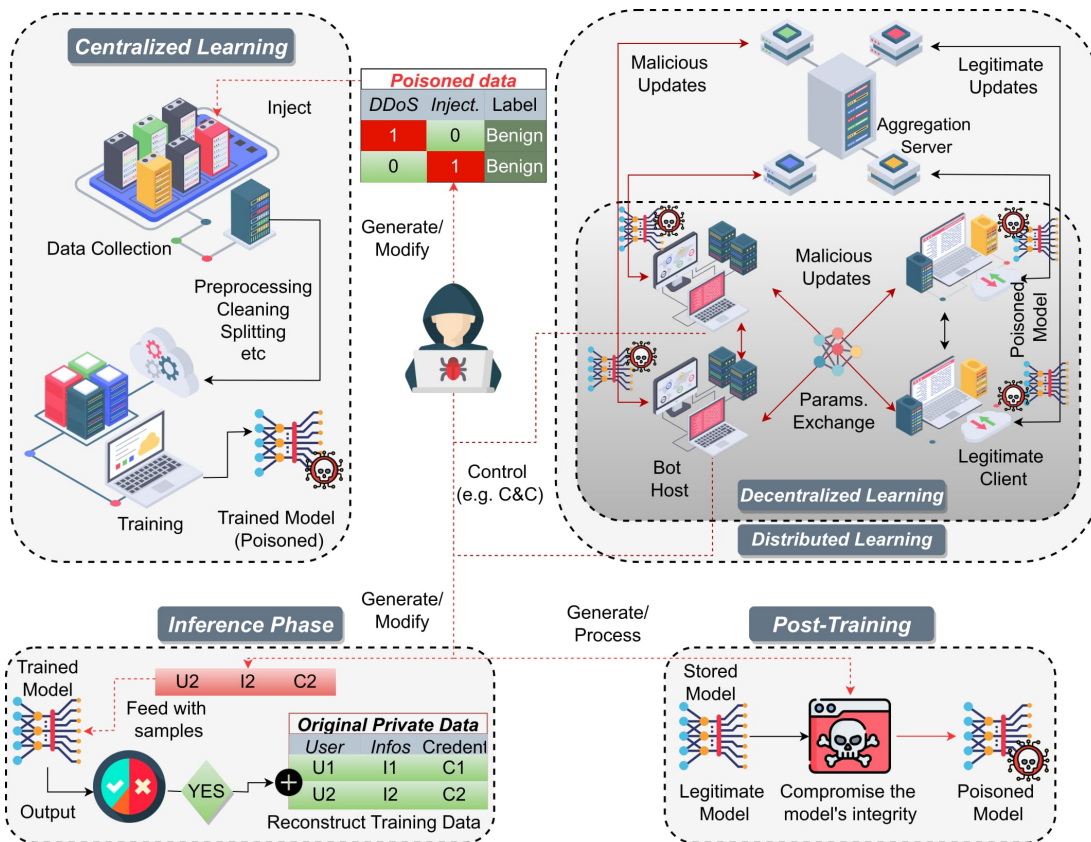 Centralized Learning
Inject
Data Collection
Preprocessing
Cleaning
Splitting
etc
Training
Trained Model
(Poisoned)
Poisoned data
DDoS Inject. Label
1 0 Benign
0 1 Benign
Generate/
Modify
Control
(e.g. C&C)
Malicious
Updates
Legitimate
Updates
Aggregation
Server
Malicious
Updates
Poisoned
Model
Params.
Exchange
Bot
Host
Legitimate
Client
Decentralized Learning
Distributed Learning
Generate/
Modify
Generate/
Process
Inference Phase
Trained
Model
U2 I2 C2
Feed with
samples
Original Private Data
User Infos Credent
U1 I1 C1
U2 I2 C2
YES
Output
Reconstruct Training Data
Post-Training
Stored
Model
Legitimate
Model
Compromise the
model's integrity
Poisoned
Model